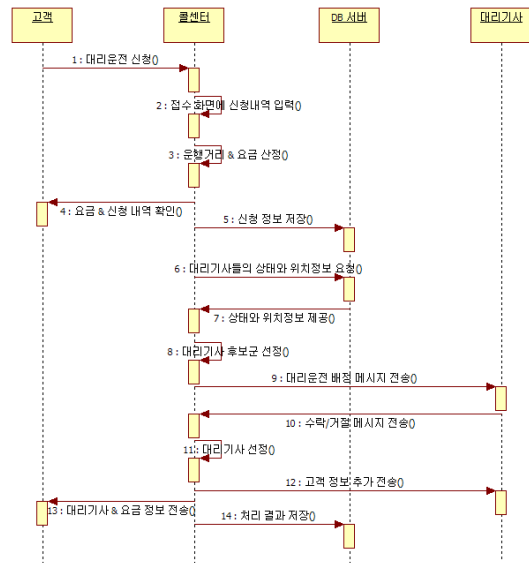 고객
콜센터
DB 서버
대리기사
1 : 대리운전 신청()
2 : 접수 화면에 신청내역 입력()
3 : 운행거리 & 요금 산정()
4 : 요금 & 신청 내역 확인()
5 : 신청 정보 저장()
6 : 대리기사들의 상태와 위치정보 요청()
7 : 상태와 위치정보 제공()
8 : 대리기사 후보군 선정()
9 : 대리운전 배정 메시지 전송()
10 : 수락/거절 메시지 전송()
11 : 대리기사 선정()
12 : 고객 정보 추가 전송()
13 : 대리기사 & 요금 정보 전송()
14 : 처리 결과 저장()